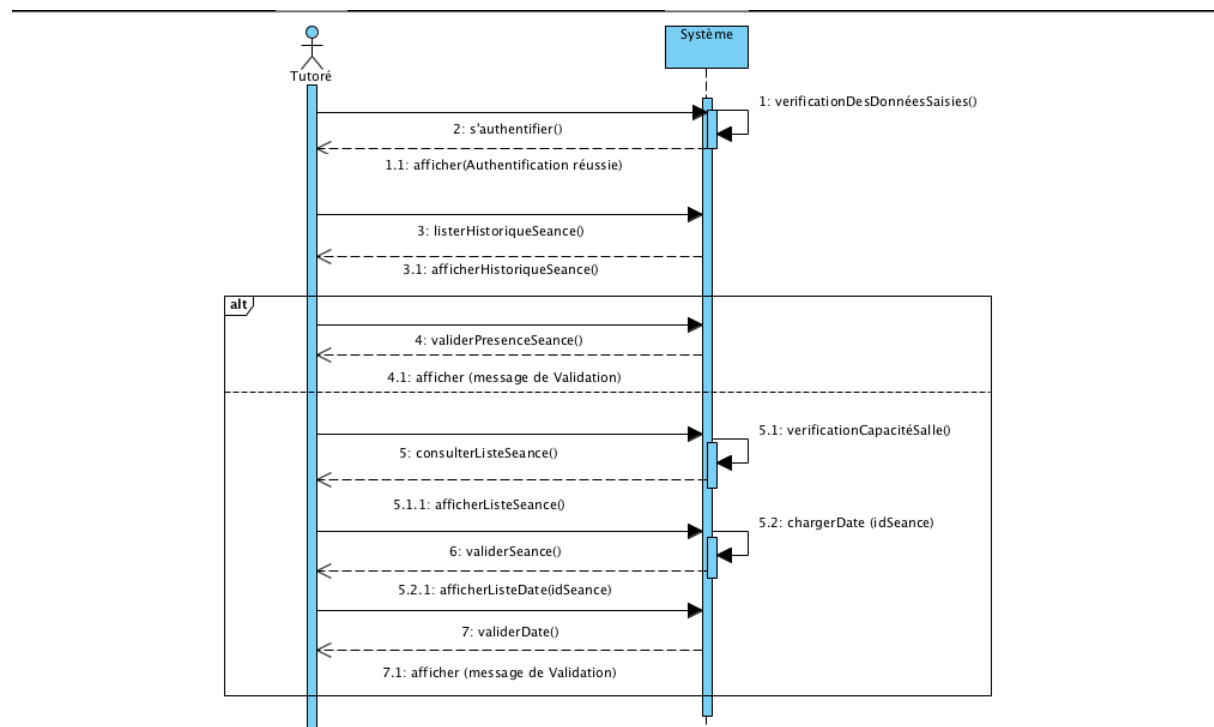 Système
Tutoré
1: verificationDesDonnéesSaisies()
2: s'authentifier()
1.1: afficher(Authentification réussie)
3: listerHistoriqueSeance()
3.1: afficherHistoriqueSeance()
alt
4: validerPresenceSeance()
4.1: afficher (message de Validation)
5.1: verificationCapacitéSalle()
5: consulterListeSeance()
5.1.1: afficherListeSeance()
5.2: chargerDate (idSeance)
6: validerSeance()
5.2.1: afficherListeDate(idSeance)
7: validerDate()
7.1: afficher (message de Validation)